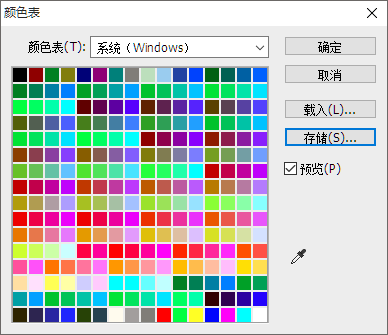 颜色表
颜色表(T): 系统（Windows）
确定
取消
载入(L)...
存储(S)...
预览(P)